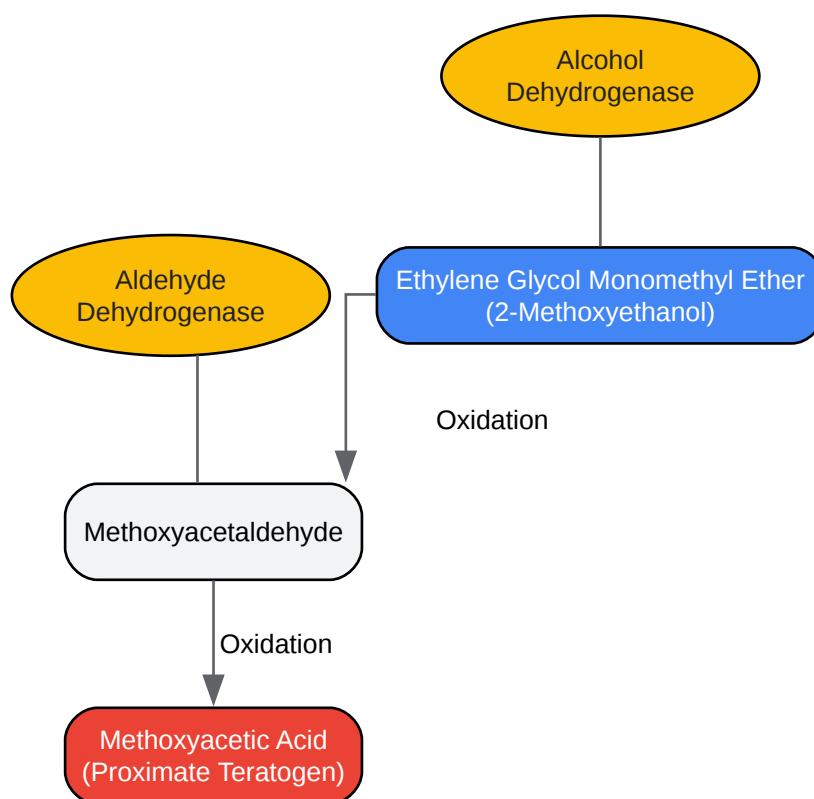 Alcohol
Dehydrogenase
Aldehyde
Dehydrogenase
Ethylene Glycol Monomethyl Ether
(2-Methoxyethanol)
Oxidation
Methoxyacetaldehyde
Oxidation
Methoxyacetic Acid
(Proximate Teratogen)